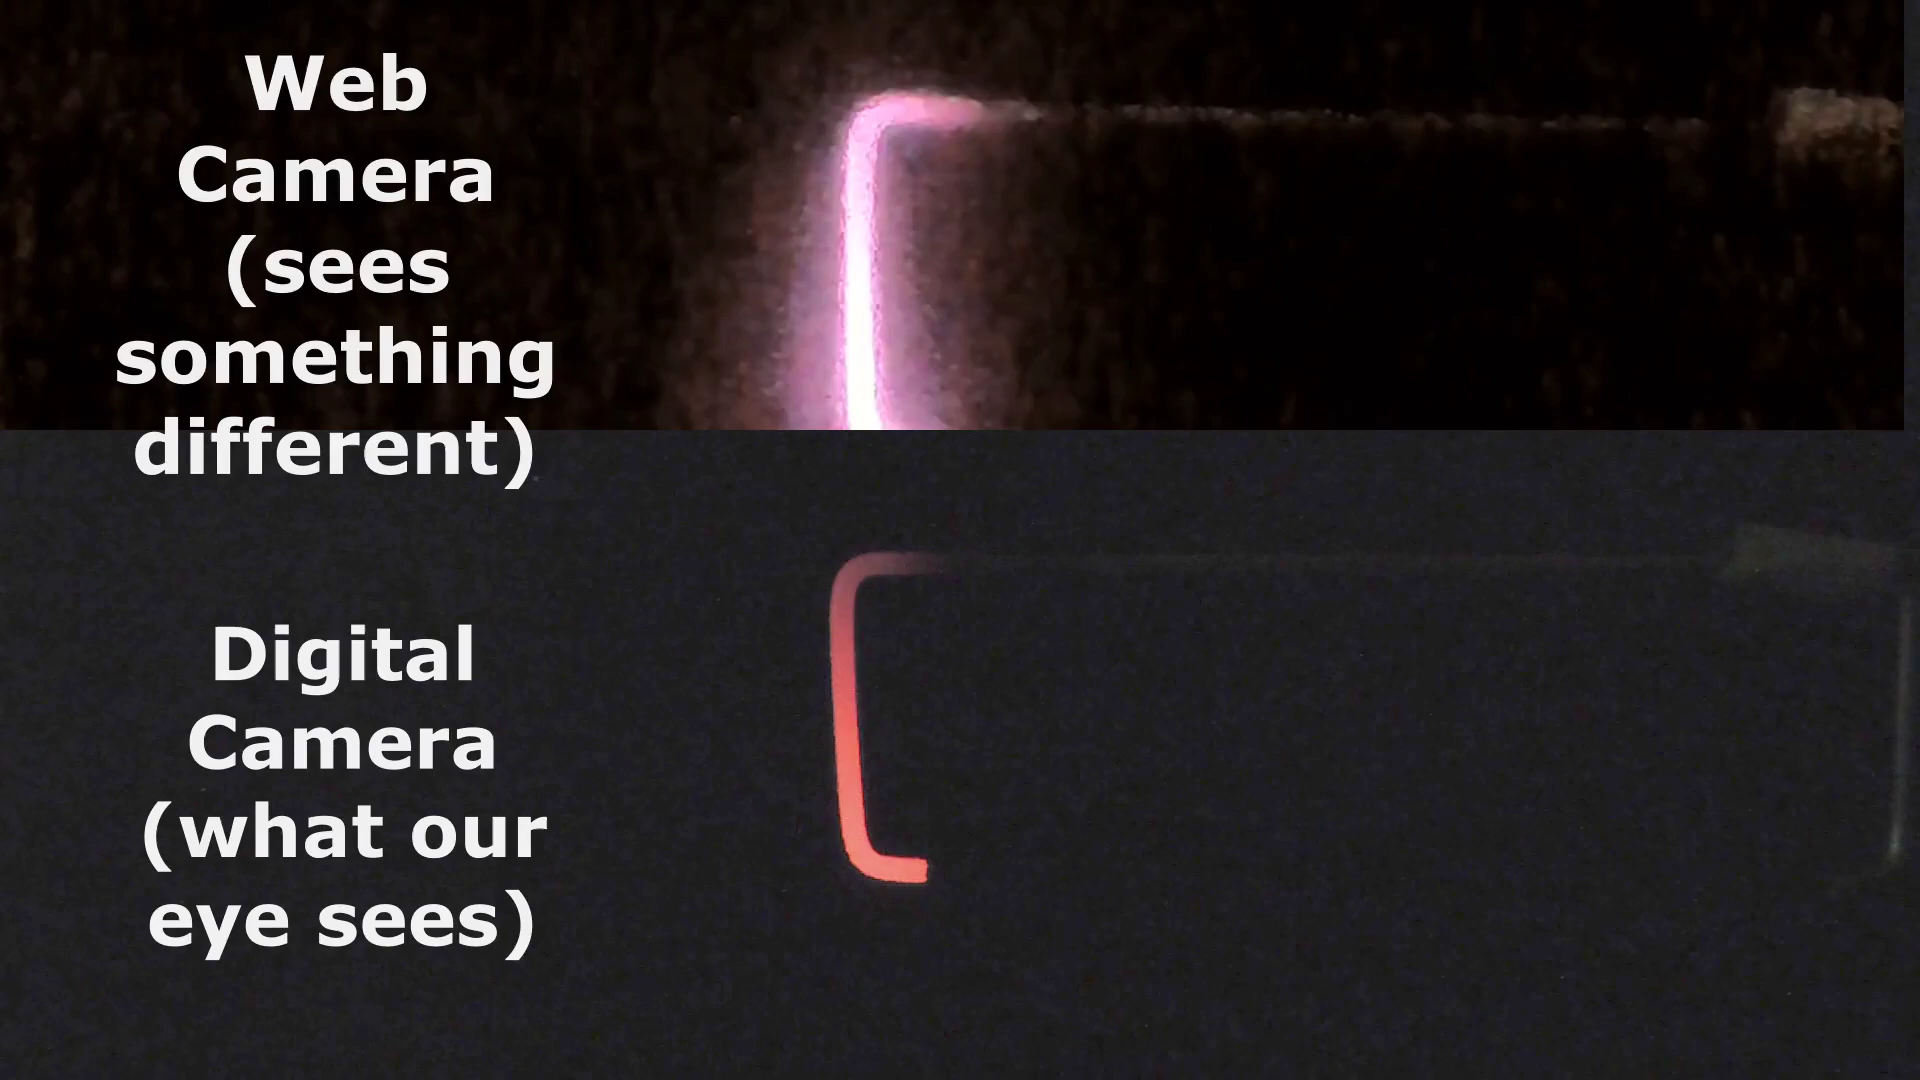 Web
Camera
(sees
something
different)
Digital
Camera
(what our
eye sees)